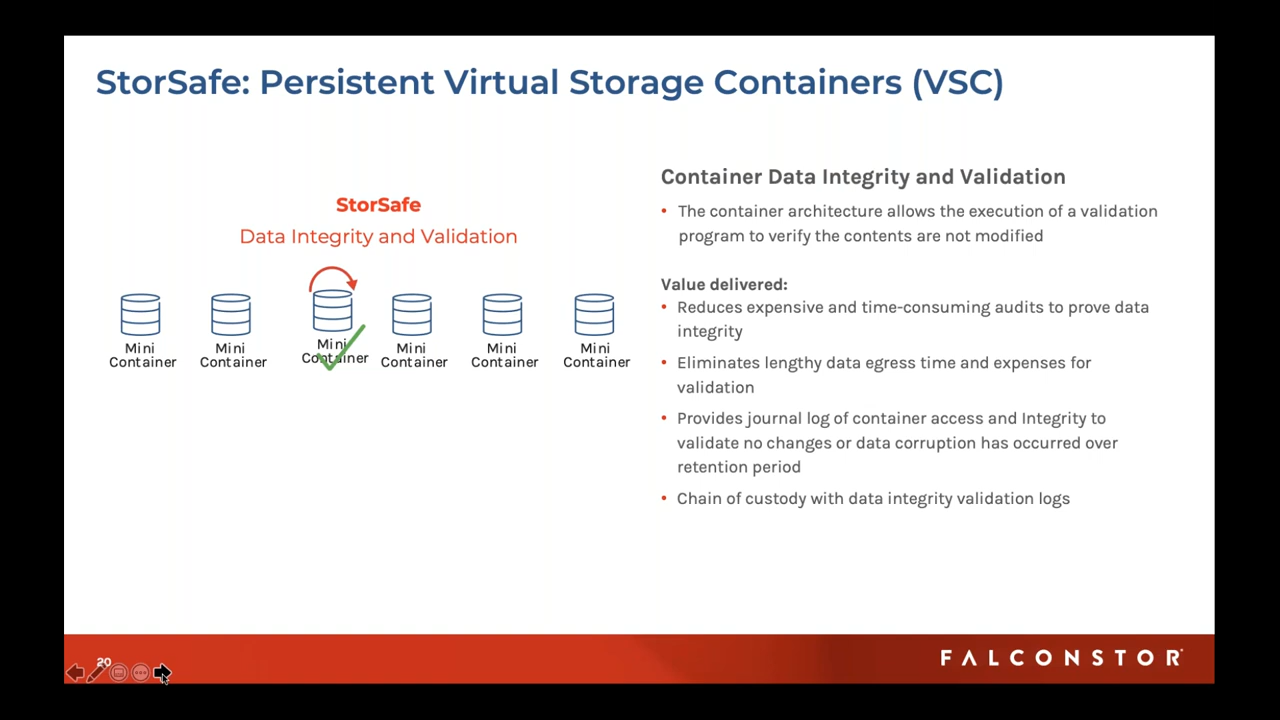 StorSafe: Persistent Virtual Storage Containers (VSC)
StorSafe
Data Integrity and Validation
Mini
Container
Mini
Container
Mini
Container
Mini
Container
Mini
Container
Mini
Container
Container Data Integrity and Validation
• The container architecture allows the execution of a validation
program to verify the contents are not modified
Value delivered:
• Reduces expensive and time-consuming audits to prove data
integrity
• Eliminates lengthy data egress time and expenses for
validation
• Provides journal log of container access and Integrity to
validate no changes or data corruption has occurred over
retention period
• Chain of custody with data integrity validation logs
20
FALCONSTOR